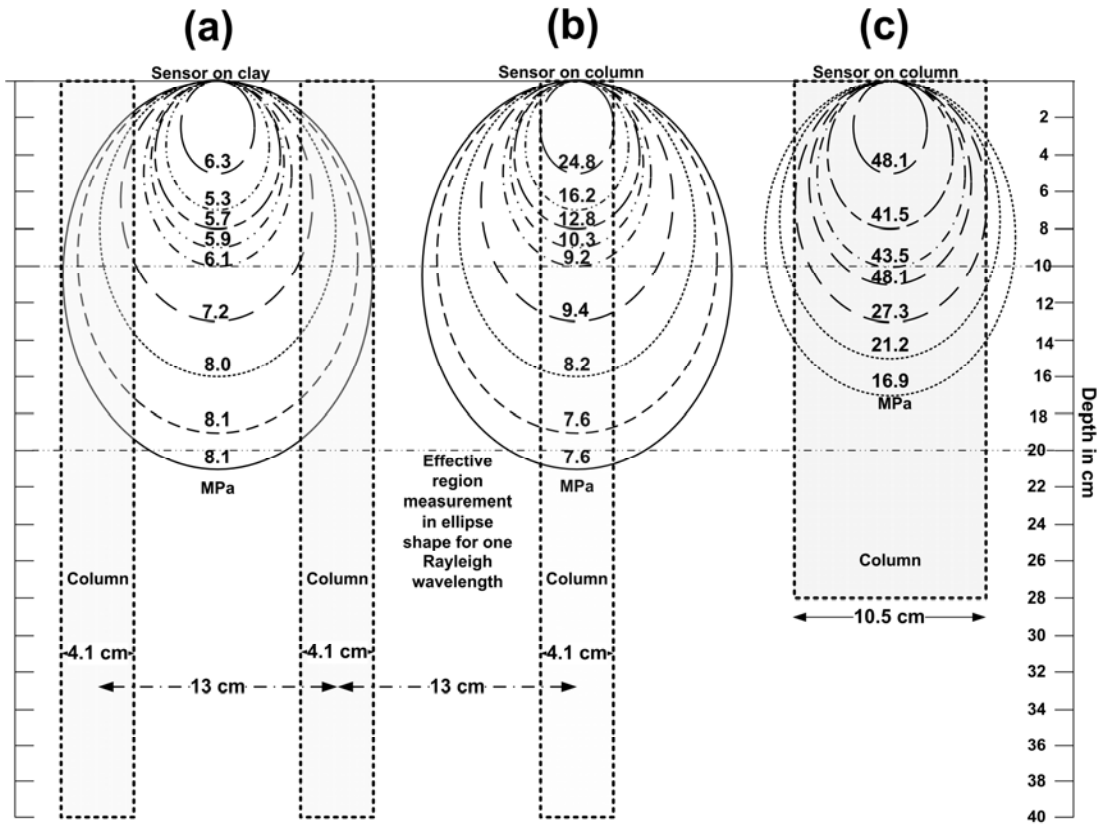 (a)
(b)
(c)
Sensor on clay
Sensor on column
Sensor on column
6.3
5.3
5.7
5.9
6.1
7.2
8.0
8.1
8.1
MPa
24.8
16.2
12.8
10.3
9.2
9.4
8.2
7.6
7.6
MPa
48.1
41.5
43.5
48.1
27.3
21.2
16.9
MPa
Effective
region
measurement
in ellipse
shape for one
Rayleigh
wavelength
Column
Column
Column
Column
4.1 cm
4.1 cm
4.1 cm
10.5 cm
13 cm
13 cm
2
4
6
8
10
12
14
16
18
20
22
24
26
28
30
32
34
36
38
40
Depth in cm